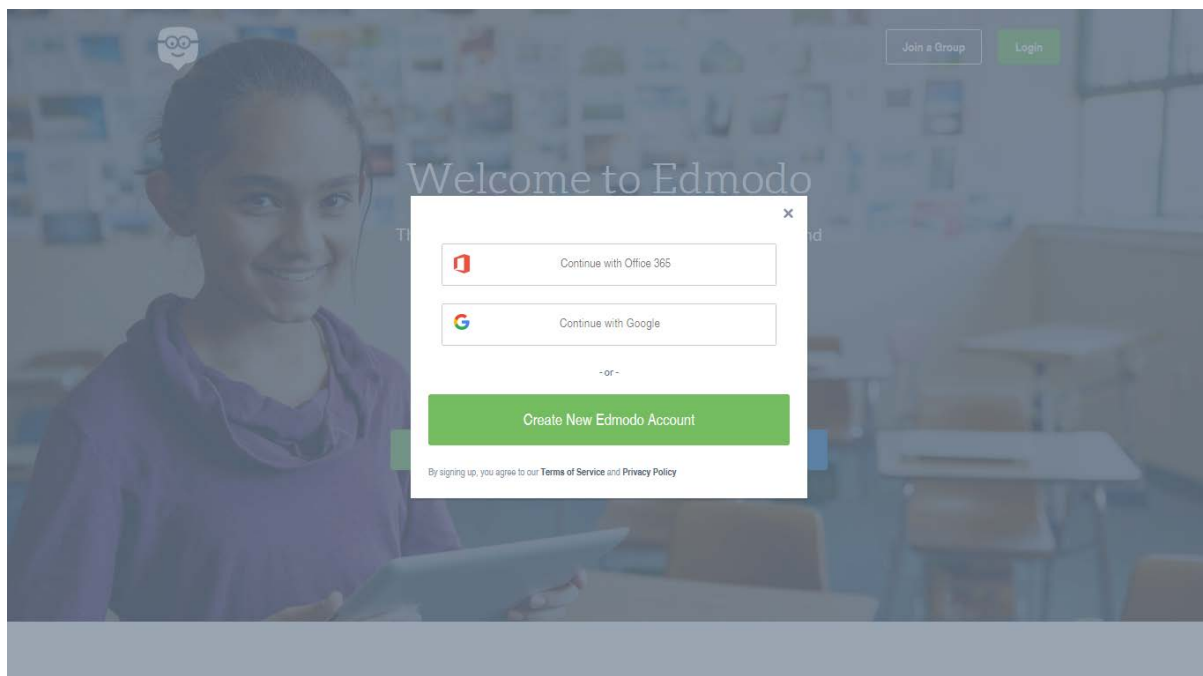 Join a Group
Login
Welcome to Edmodo
Continue with Office 365
Continue with Google
- or -
Create New Edmodo Account
By signing up, you agree to our Terms of Service and Privacy Policy